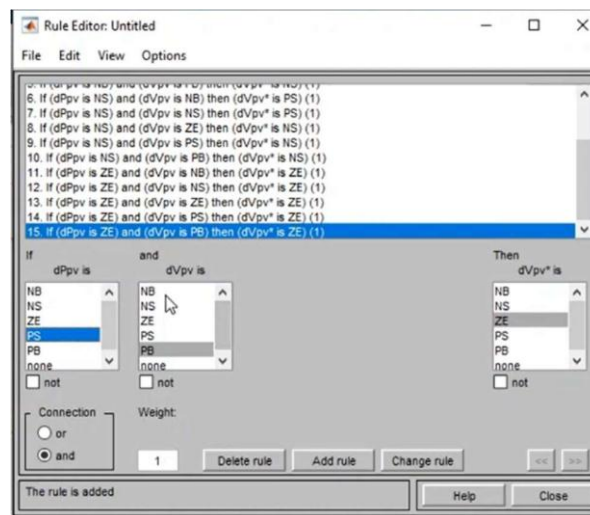 Rule Editor: Untitled
File Edit View Options
6. If (dPpv is NS) and (dVpv is NB) then (dVpv* is PS) (1)
7. If (dPpv is NS) and (dVpv is NS) then (dVpv* is PS) (1)
8. If (dPpv is NS) and (dVpv is ZE) then (dVpv* is NS) (1)
9. If (dPpv is NS) and (dVpv is PS) then (dVpv* is NS) (1)
10. If (dPpv is NS) and (dVpv is PB) then (dVpv* is NS) (1)
11. If (dPpv is ZE) and (dVpv is NB) then (dVpv* is ZE) (1)
12. If (dPpv is ZE) and (dVpv is NS) then (dVpv* is ZE) (1)
13. If (dPpv is ZE) and (dVpv is ZE) then (dVpv* is ZE) (1)
14. If (dPpv is ZE) and (dVpv is PS) then (dVpv* is ZE) (1)
15. If (dPpv is ZE) and (dVpv is PB) then (dVpv* is ZE) (1)
If and Then
dPpv is dVpv is dVpv* is
NB NB NB
NS NS NS
ZE ZE ZE
PS PS PS
PB PB PB
none none none
not not not
Connection Weight:
or
and 1 Delete rule Add rule Change rule << >>
The rule is added Help Close